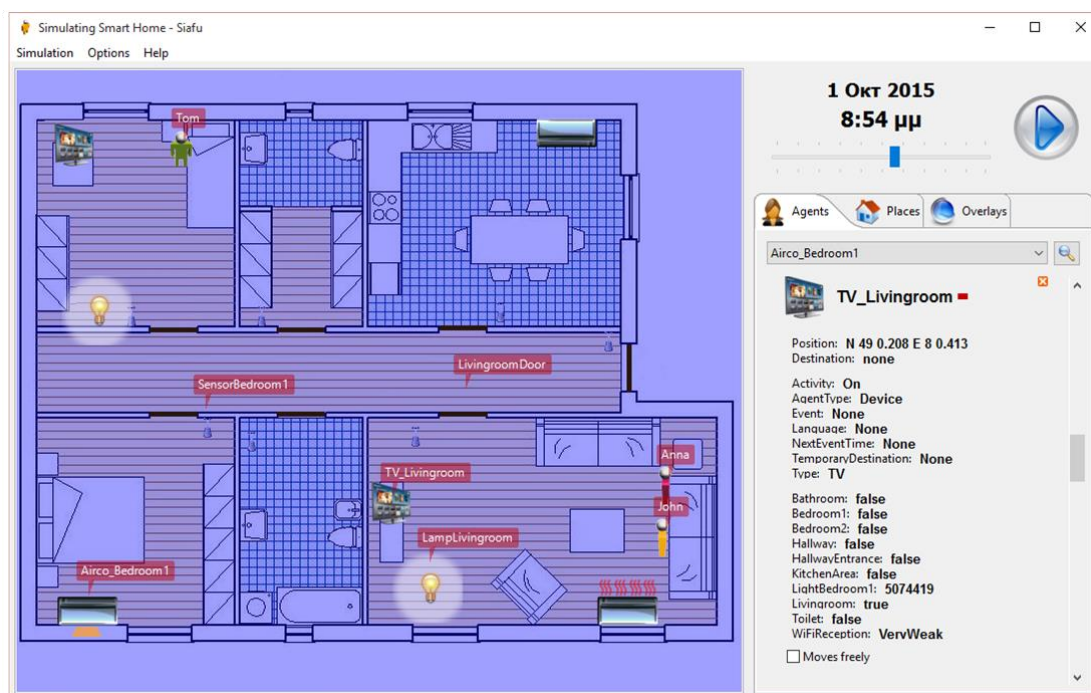 Simulating Smart Home - Siafu
Simulation Options Help
Tom
SensorBedroom1
LivingroomDoor
Anna
TV_Livingroom
John
LampLivingroom
Airco_Bedroom1
1 Οκτ 2015
8:54 μμ
Agents Places Overlays
Airco_Bedroom1
TV_Livingroom
Position: N 49 0.208 E 8 0.413
Destination: none
Activity: On
AgentType: Device
Event: None
Language: None
NextEventTime: None
TemporaryDestination: None
Type: TV
Bathroom: false
Bedroom1: false
Bedroom2: false
Hallway: false
HallwayEntrance: false
KitchenArea: false
LightBedroom1: 5074419
Livingroom: true
Toilet: false
WiFiReception: VeryWeak
Moves freely